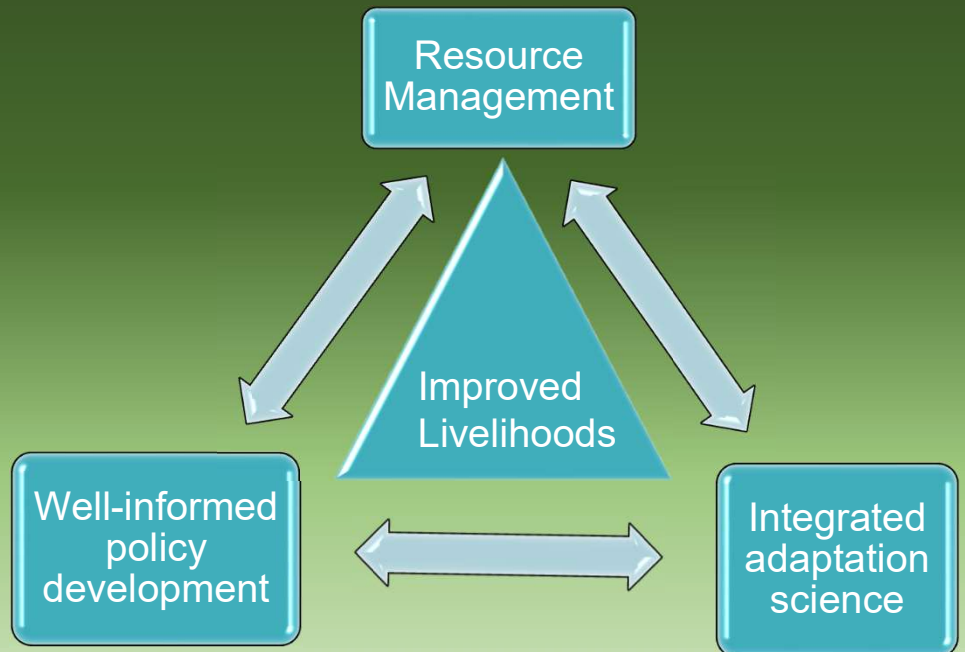 Resource
Management
Improved
Livelihoods
Well-informed
policy
development
Integrated
adaptation
science